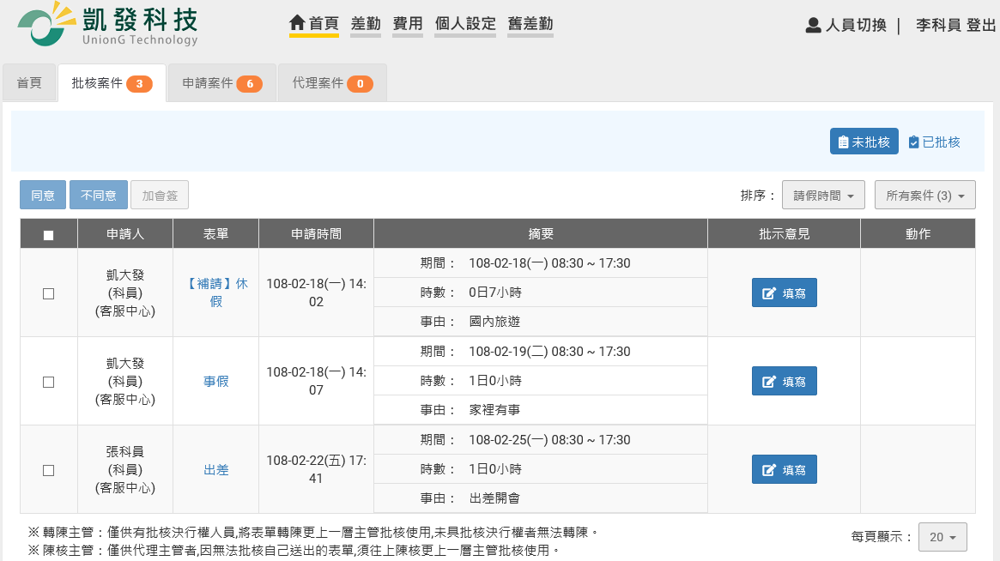 凱發科技
UnionG Technology
首頁 差勤 費用 個人設定 舊差勤
人員切換 | 李科員 登出
首頁 批核案件 3 申請案件 6 代理案件 0
未批核 已批核
同意 不同意 加會簽 排序： 請假時間 所有案件 (3)
申請人 表單 申請時間 摘要 批示意見 動作
凱大發
(科員)
(客服中心)
【補請】休
假
108-02-18(一) 14:
02
期間： 108-02-18(一) 08:30 ~ 17:30
時數： 0日7小時
事由： 國內旅遊
填寫
凱大發
(科員)
(客服中心)
事假
108-02-18(一) 14:
07
期間： 108-02-19(二) 08:30 ~ 17:30
時數： 1日0小時
事由： 家裡有事
填寫
張科員
(科員)
(客服中心)
出差
108-02-22(五) 17:
41
期間： 108-02-25(一) 08:30 ~ 17:30
時數： 1日0小時
事由： 出差開會
填寫
※ 轉陳主管：僅供有批核決行權人員,將表單轉陳更上一層主管批核使用,未具批核決行權者無法轉陳。
※ 陳核主管：僅供代理主管者,因無法批核自己送出的表單,須往上陳核更上一層主管批核使用。
每頁顯示： 20